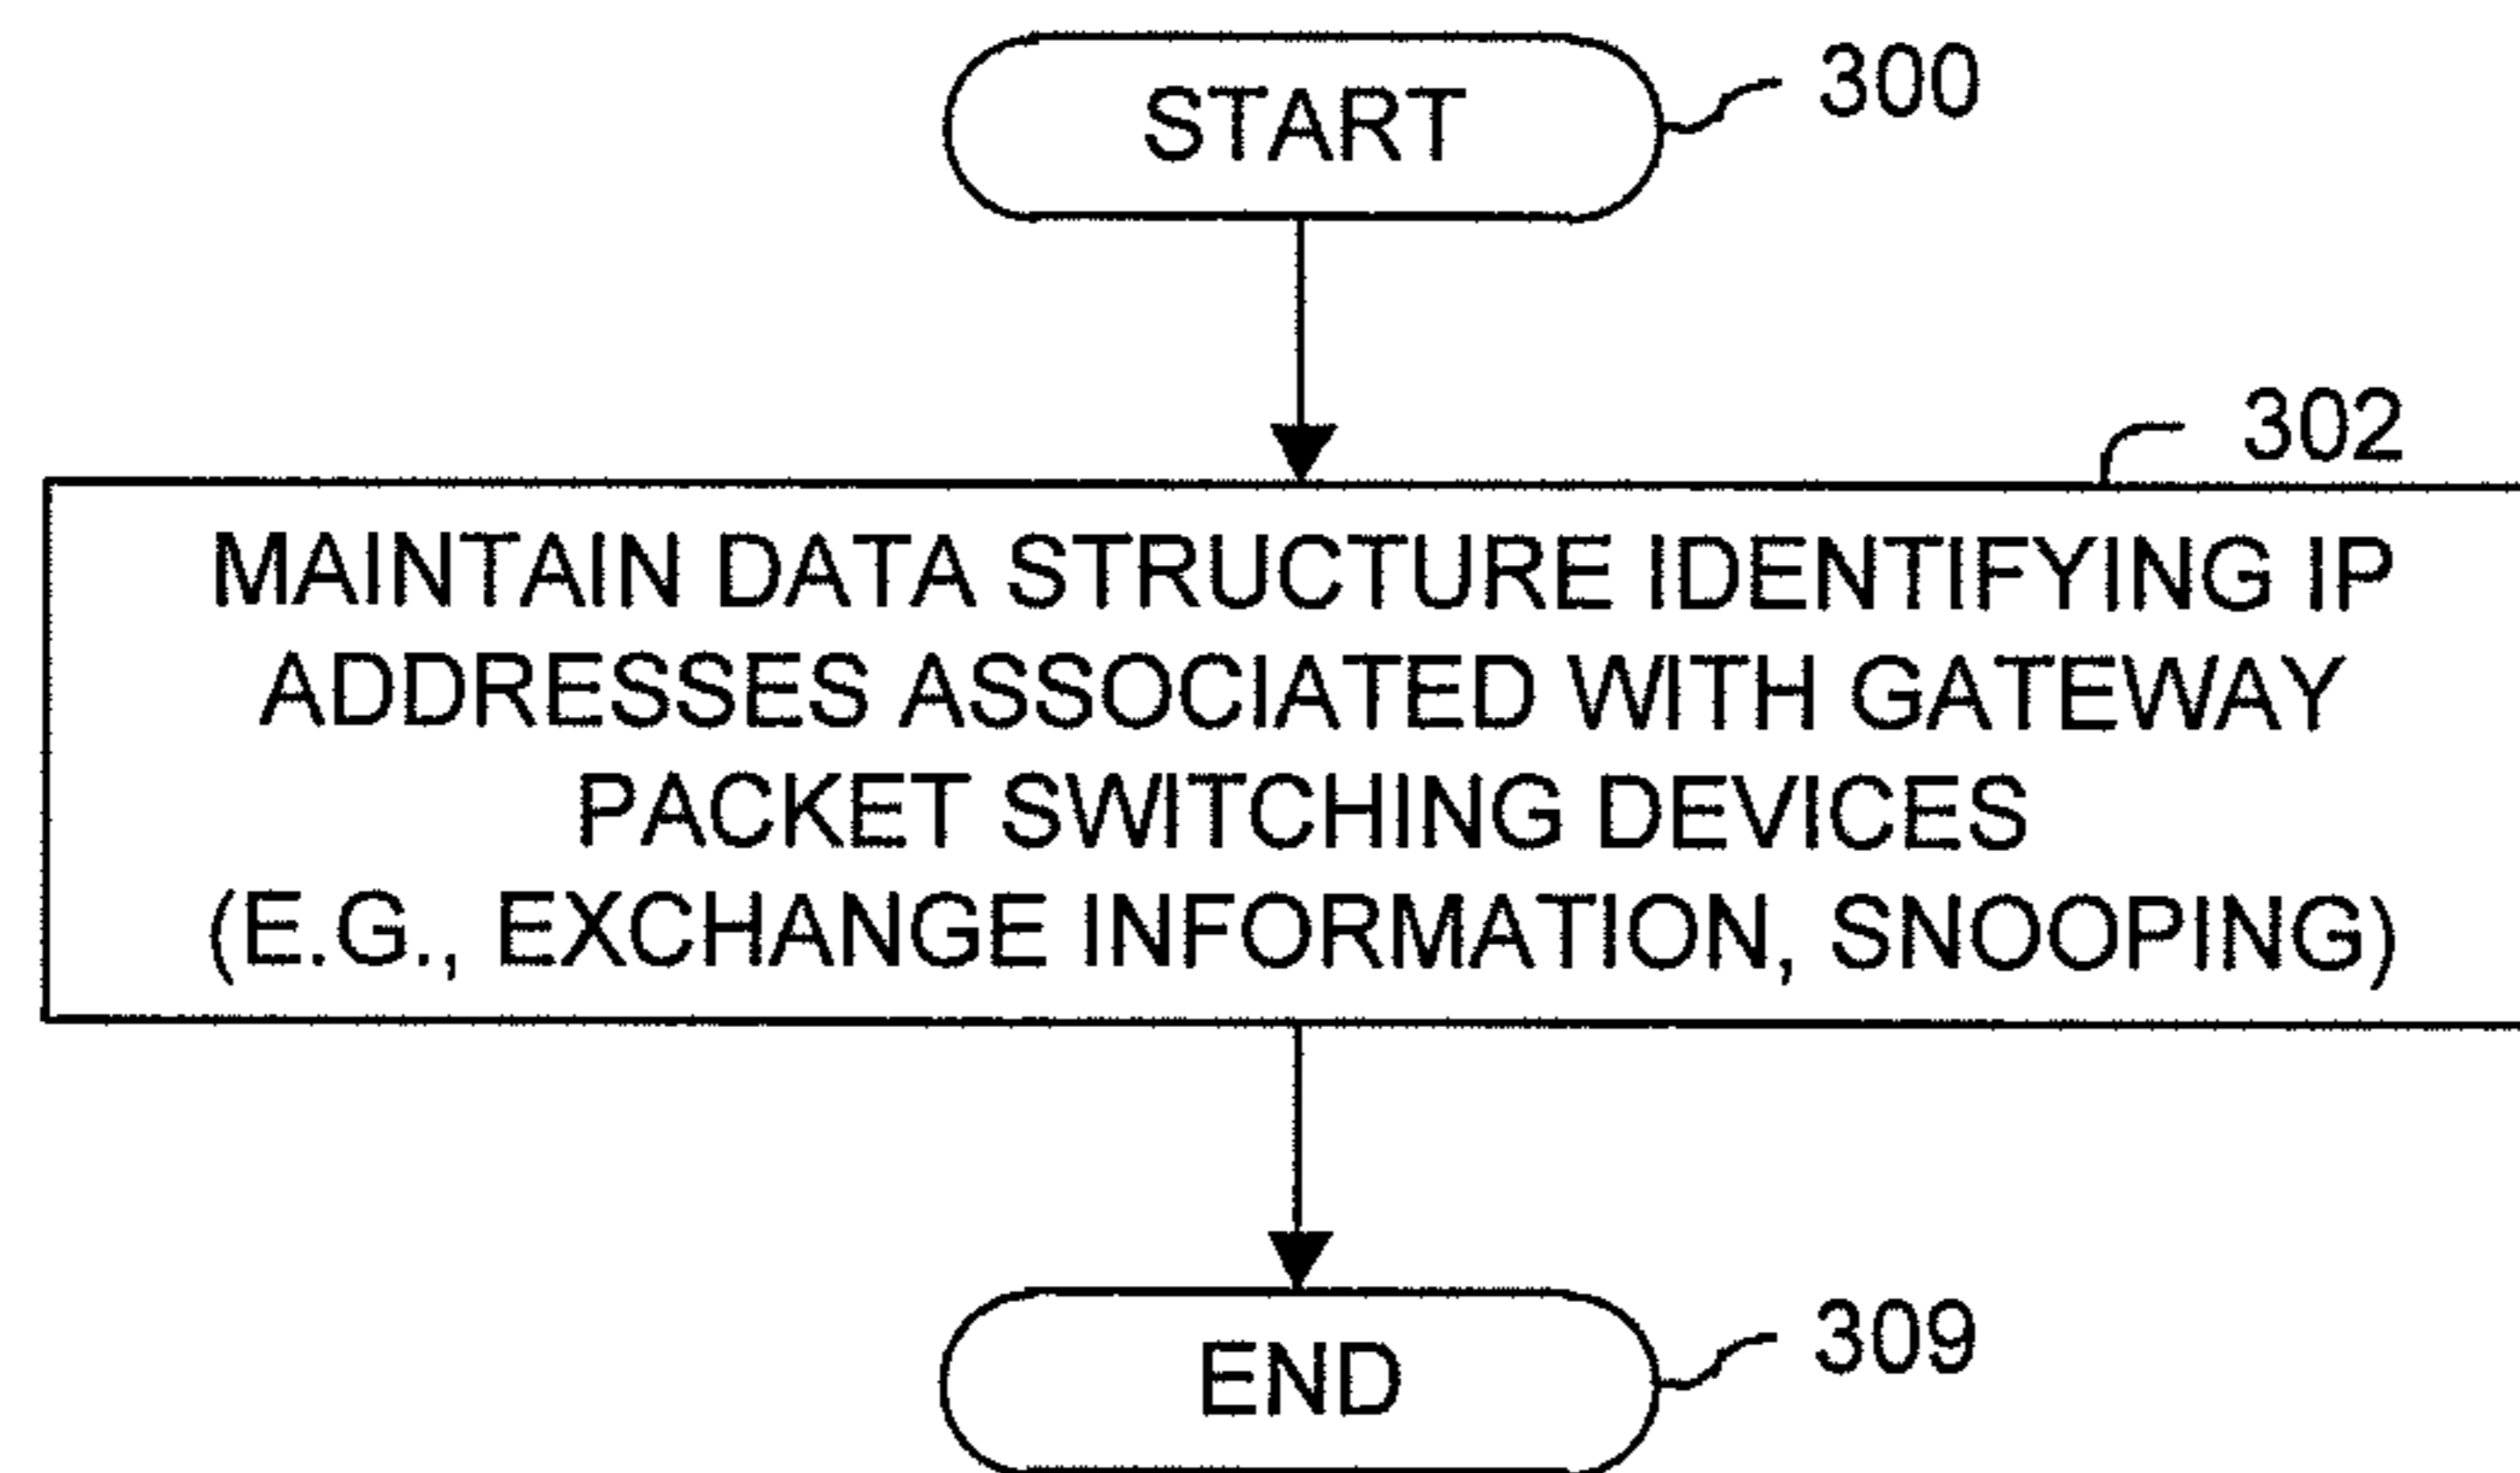 START
300
302
MAINTAIN DATA STRUCTURE IDENTIFYING IP
ADDRESSES ASSOCIATED WITH GATEWAY
PACKET SWITCHING DEVICES
(E.G., EXCHANGE INFORMATION, SNOOPING)
END
309